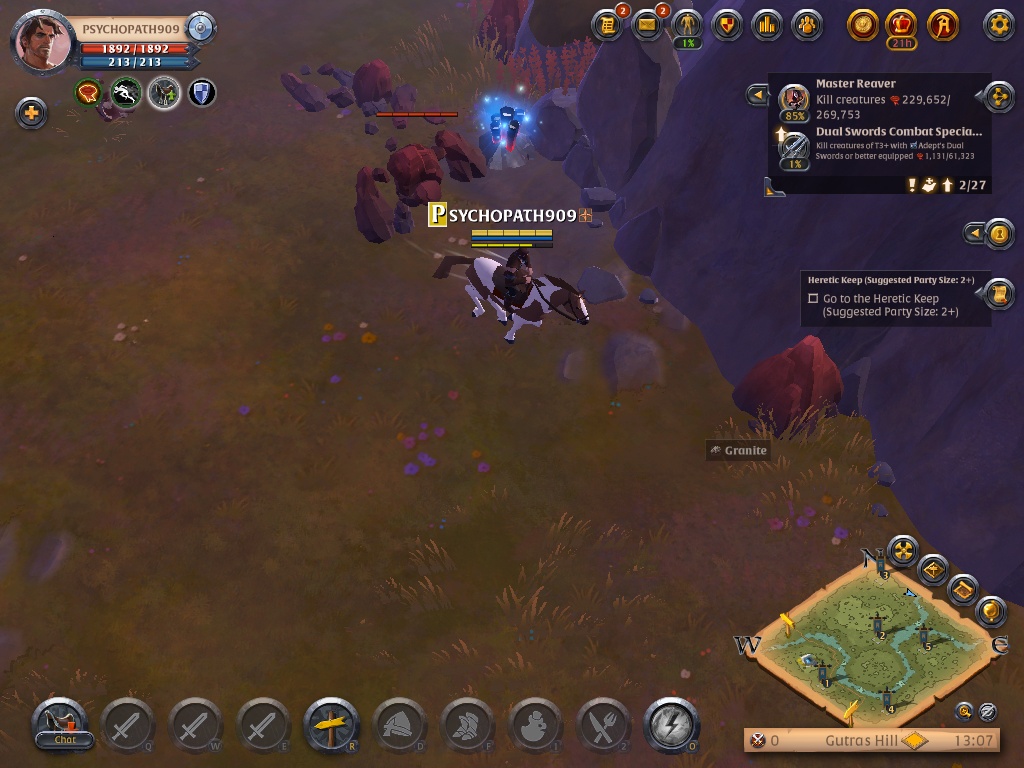 PSYCHOPATH909
1892 / 1892
213 / 213
2
2
1%
21h
Master Reaver
Kill creatures 229,652/
269,753
85%
Dual Swords Combat Specia...
Kill creatures of T3+ with Adept's Dual
Swords or better equipped 1,131/61,323
1%
2/27
PSYCHOPATH909
Heretic Keep (Suggested Party Size: 2+)
Go to the Heretic Keep
(Suggested Party Size: 2+)
Granite
N
3
W
E
2
5
1
4
Chat
Q
W
E
R
D
F
1
2
O
0
Gutras Hill
13:07